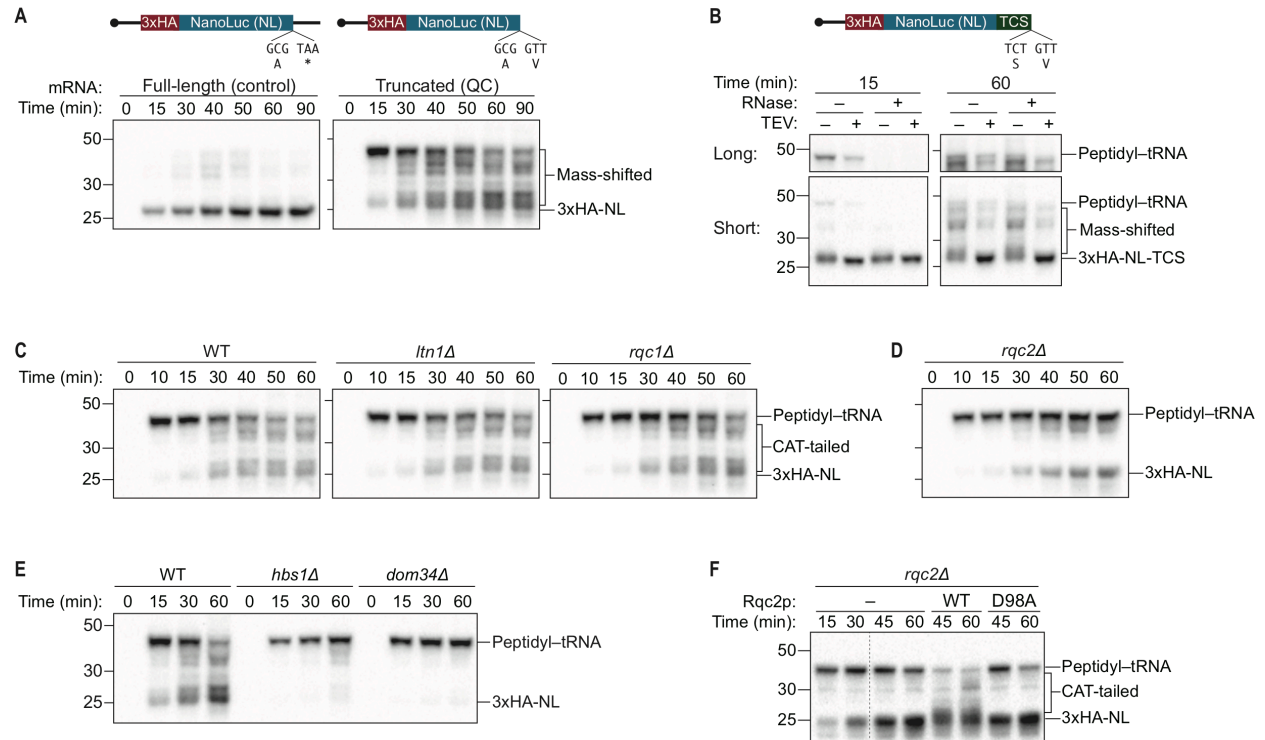 A
3xHA NanoLuc (NL)
GCG TAA
A *
3xHA NanoLuc (NL)
GCG GTT
A V
mRNA: Full-length (control) Truncated (QC)
Time (min): 0 15 30 40 50 60 90 0 15 30 40 50 60 90
50
30
25
Mass-shifted
3xHA-NL
B
3xHA NanoLuc (NL) TCS
TCT GTT
S V
Time (min): 15 60
RNase: – + – +
TEV: – + – + – + – +
Long: 50 Peptidyl–tRNA
Short:
50
30
25
Peptidyl–tRNA
Mass-shifted
3xHA-NL-TCS
C
WT ltn1Δ rqc1Δ
Time (min): 0 10 15 30 40 50 60 0 10 15 30 40 50 60 0 10 15 30 40 50 60
50
30
25
Peptidyl–tRNA
CAT-tailed
3xHA-NL
D
rqc2Δ
0 10 15 30 40 50 60
Peptidyl–tRNA
3xHA-NL
E
WT hbs1Δ dom34Δ
Time (min): 0 15 30 60 0 15 30 60 0 15 30 60
50
30
25
Peptidyl–tRNA
3xHA-NL
F
rqc2Δ
Rqc2p: – WT D98A
Time (min): 15 30 45 60 45 60 45 60
50
30
25
Peptidyl–tRNA
CAT-tailed
3xHA-NL